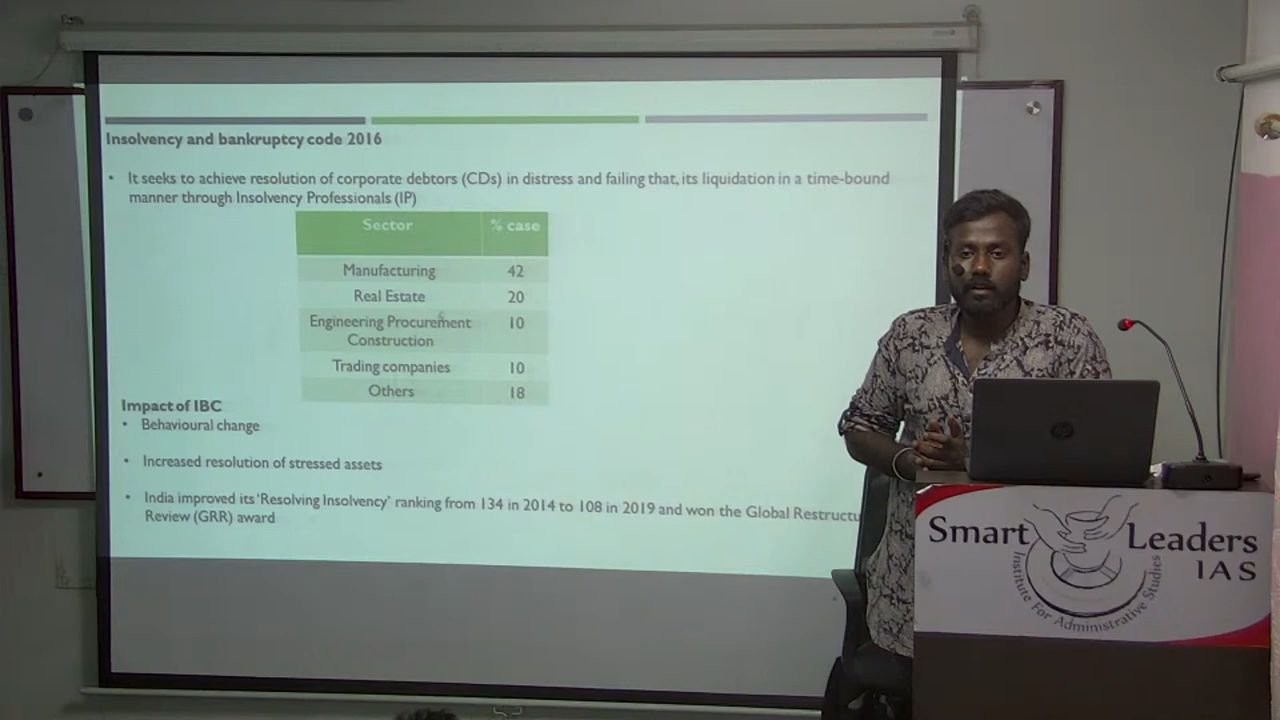 Insolvency and bankruptcy code 2016
• It seeks to achieve resolution of corporate debtors (CDs) in distress and failing that, its liquidation in a time-bound
manner through Insolvency Professionals (IP)
Sector % case
Manufacturing 42
Real Estate 20
Engineering Procurement 10
Construction
Trading companies 10
Others 18
Impact of IBC
• Behavioural change
• Increased resolution of stressed assets
• India improved its 'Resolving Insolvency' ranking from 134 in 2014 to 108 in 2019 and won the Global Restructu
Review (GRR) award
hp
Smart Leaders
IAS
Institute For Administrative Studies